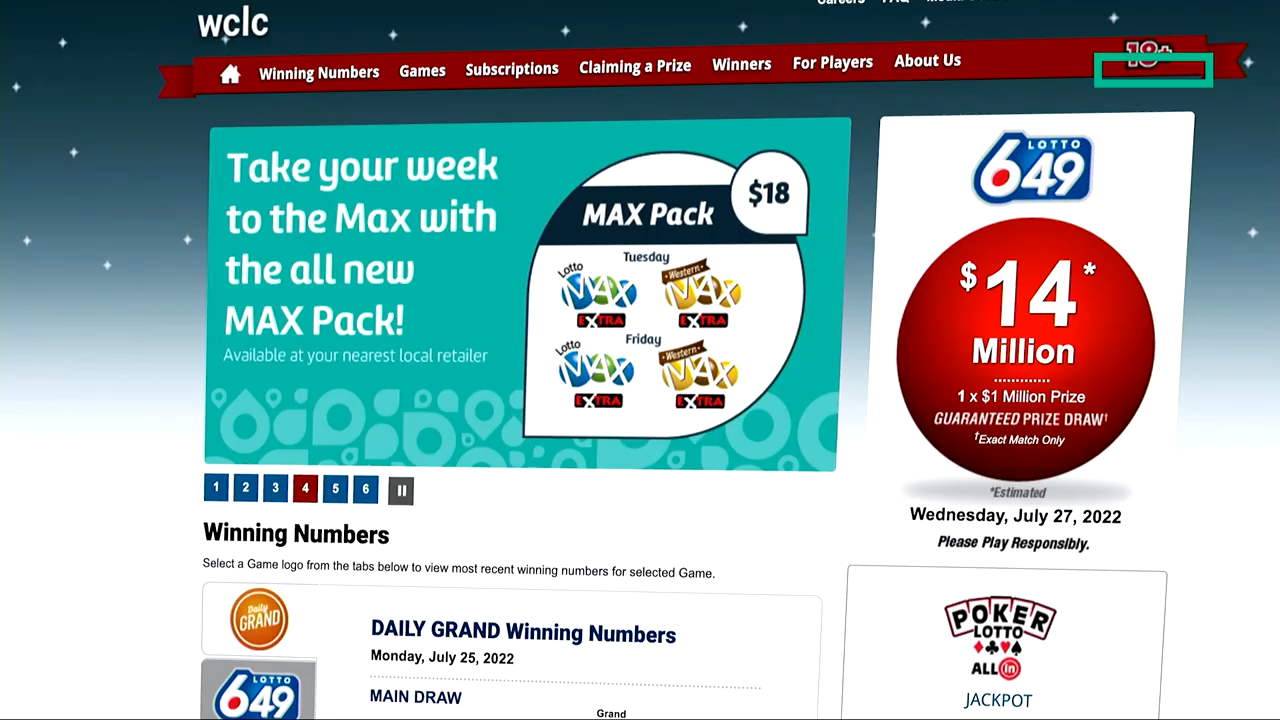 Careers
wclc
18+
Winning Numbers
Games
Subscriptions
Claiming a Prize
Winners
For Players
About Us
Take your week
to the Max with
the all new
MAX Pack!
Available at your nearest local retailer
$18
MAX Pack
Tuesday
Lotto
MAX
EXTRA
Western
MAX
EXTRA
Friday
Lotto
MAX
EXTRA
Western
MAX
EXTRA
1
2
3
4
5
6
LOTTO
649
$14*
Million
1 x $1 Million Prize
GUARANTEED PRIZE DRAW†
†Exact Match Only
*Estimated
Wednesday, July 27, 2022
Please Play Responsibly.
Winning Numbers
Select a Game logo from the tabs below to view most recent winning numbers for selected Game.
Daily
GRAND
LOTTO
649
DAILY GRAND Winning Numbers
Monday, July 25, 2022
MAIN DRAW
Grand
POKER
LOTTO
ALL in
JACKPOT